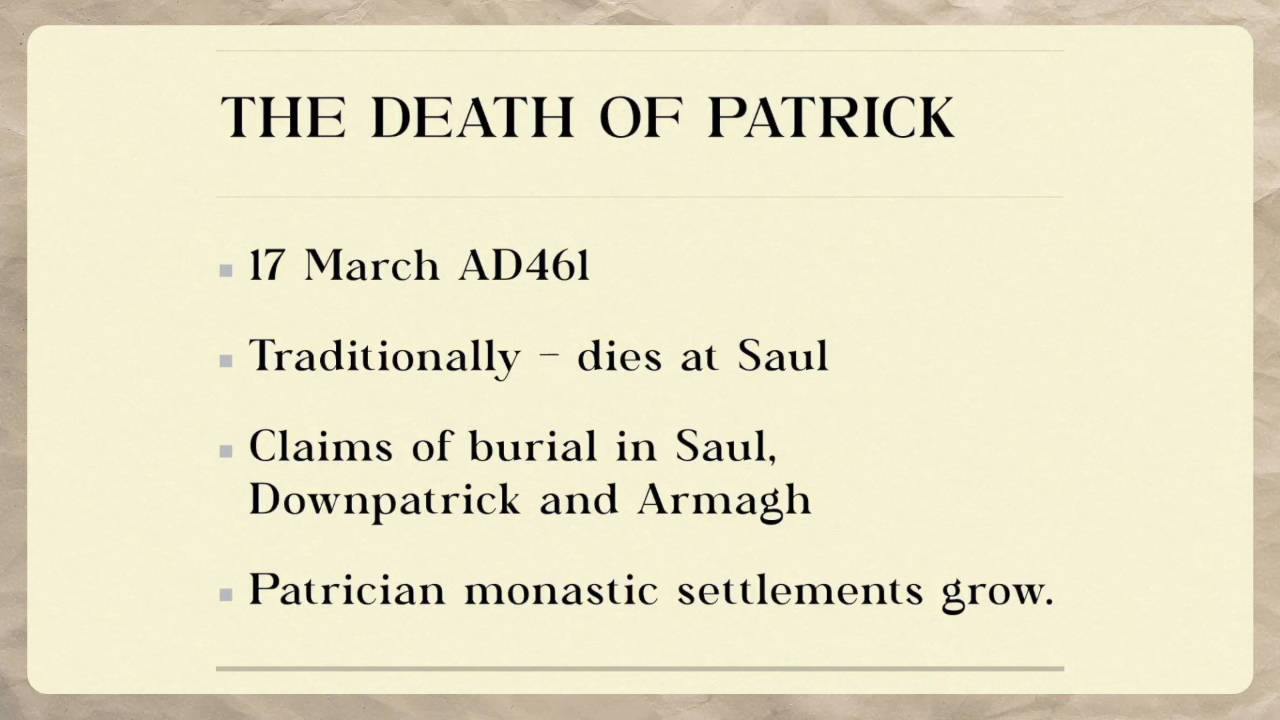 THE DEATH OF PATRICK
17 March AD461
Traditionally – dies at Saul
Claims of burial in Saul,
Downpatrick and Armagh
Patrician monastic settlements grow.